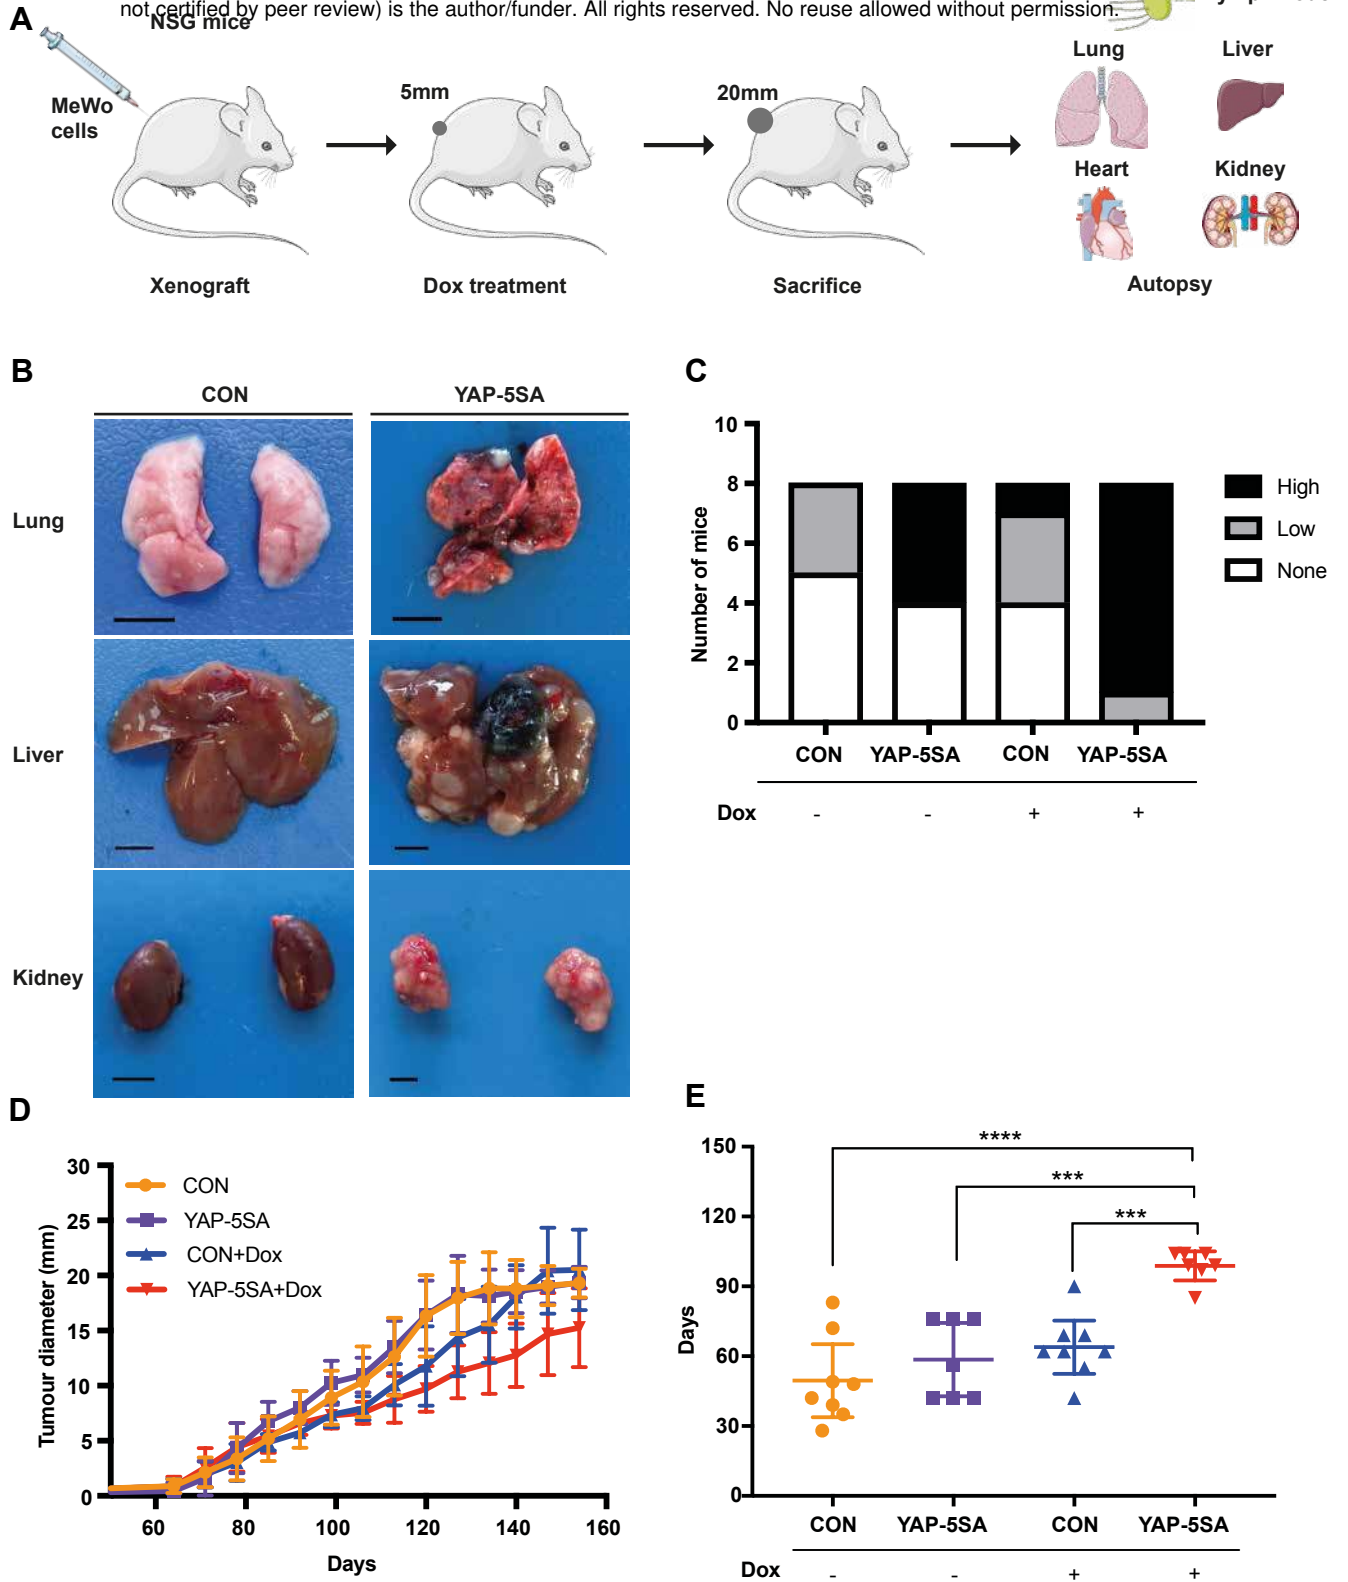 not certified by peer review) is the author/funder. All rights reserved. No reuse allowed without permission.
A
NSG mice
MeWo
cells
5mm
20mm
Lung
Liver
Heart
Kidney
Xenograft
Dox treatment
Sacrifice
Autopsy
B
CON
YAP-5SA
Lung
Liver
Kidney
C
10
8
6
4
2
0
Number of mice
High
Low
None
CON
YAP-5SA
CON
YAP-5SA
Dox
-
-
+
+
D
30
25
20
15
10
5
0
Tumour diameter (mm)
CON
YAP-5SA
CON+Dox
YAP-5SA+Dox
60
80
100
120
140
160
Days
E
150
120
90
60
30
0
Days
****
***
***
CON
YAP-5SA
CON
YAP-5SA
Dox
-
-
+
+